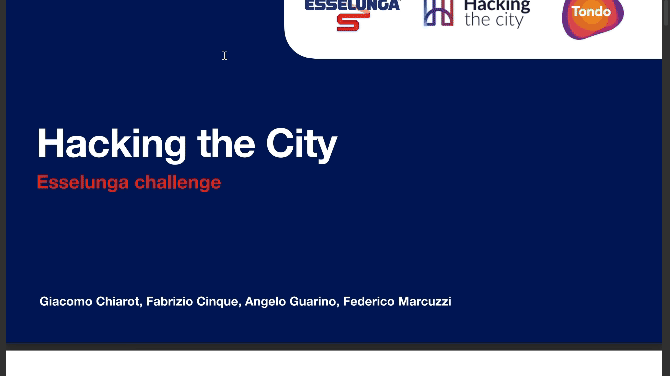 ESSELUNGA
S
Hacking
the city
Tondo
Hacking the City
Esselunga challenge
Giacomo Chiarot, Fabrizio Cinque, Angelo Guarino, Federico Marcuzzi